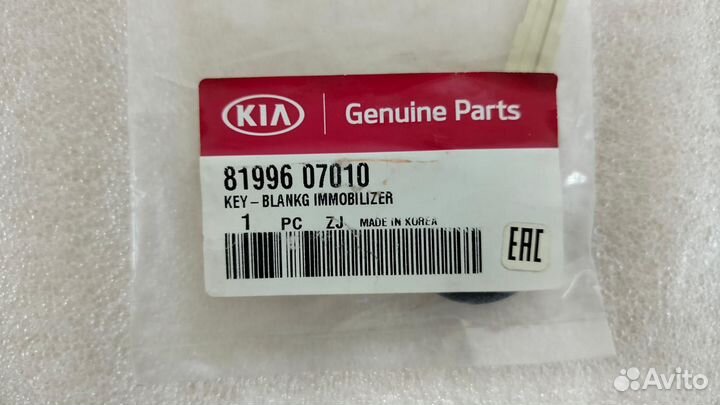 KIA
Genuine Parts
81996 07010
KEY – BLANKG IMMOBILIZER
1 PC ZJ MADE IN KOREA
EAC
Avito